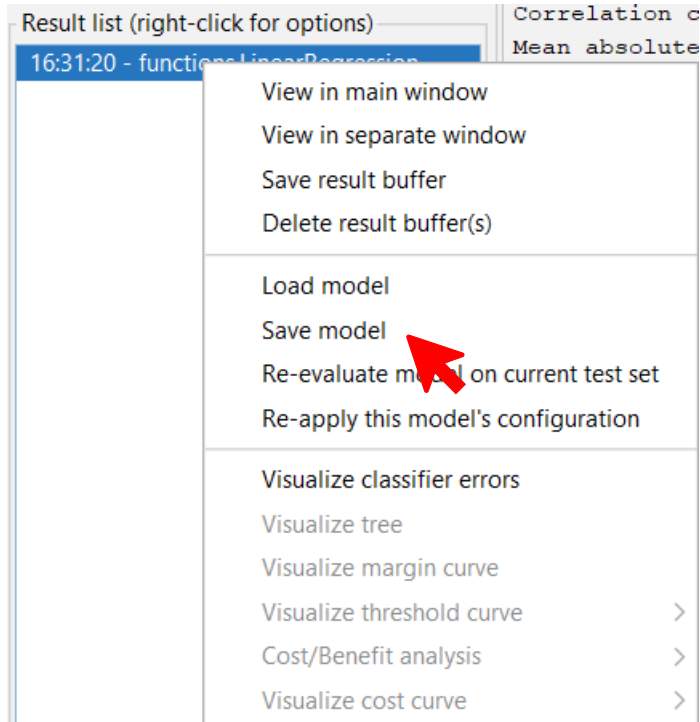 Result list (right-click for options)
Correlation c
Mean absolute
16:31:20 - functions.LinearRegression
View in main window
View in separate window
Save result buffer
Delete result buffer(s)
Load model
Save model
Re-evaluate model on current test set
Re-apply this model's configuration
Visualize classifier errors
Visualize tree
Visualize margin curve
Visualize threshold curve
Cost/Benefit analysis
Visualize cost curve